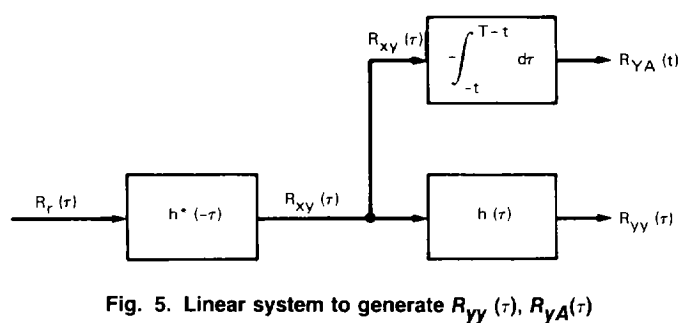 R_xy (τ)
-∫_{-t}^{T-t} dτ
R_YA (t)
R_r (τ)
h* (-τ)
R_xy (τ)
h (τ)
R_yy (τ)
Fig. 5. Linear system to generate R_yy (τ), R_yA(τ)